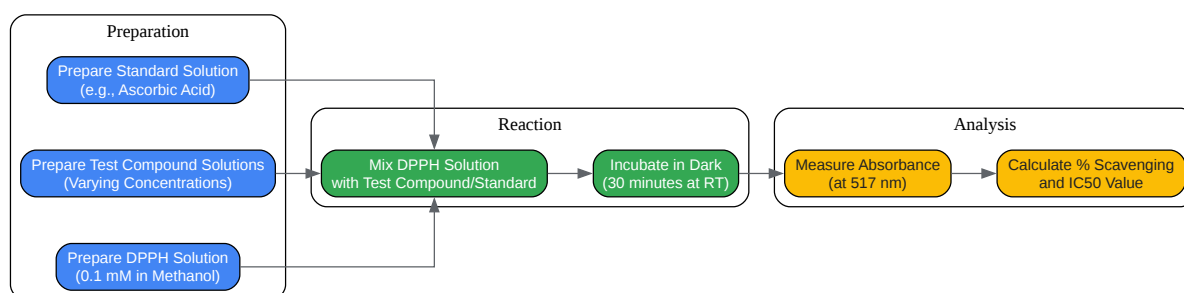 Preparation
Prepare Standard Solution
(e.g., Ascorbic Acid)
Prepare Test Compound Solutions
(Varying Concentrations)
Prepare DPPH Solution
(0.1 mM in Methanol)
Reaction
Mix DPPH Solution
with Test Compound/Standard
Incubate in Dark
(30 minutes at RT)
Analysis
Measure Absorbance
(at 517 nm)
Calculate % Scavenging
and IC50 Value